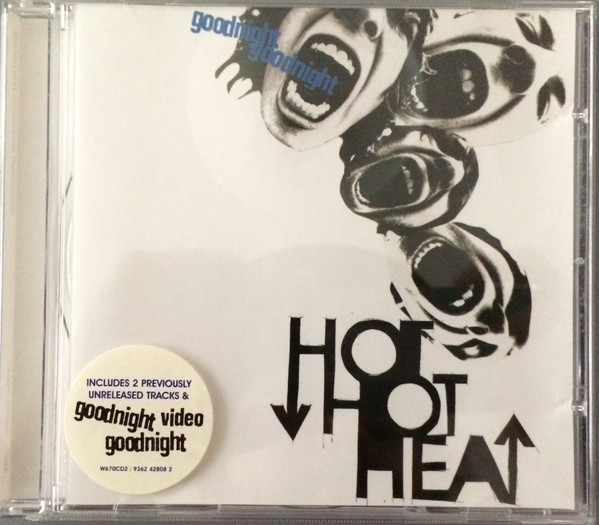 goodnight
goodnight
HOT
HOT
HEAT
INCLUDES 2 PREVIOUSLY
UNRELEASED TRACKS &
goodnight video
goodnight
W670CD2 / 9362 42808 2